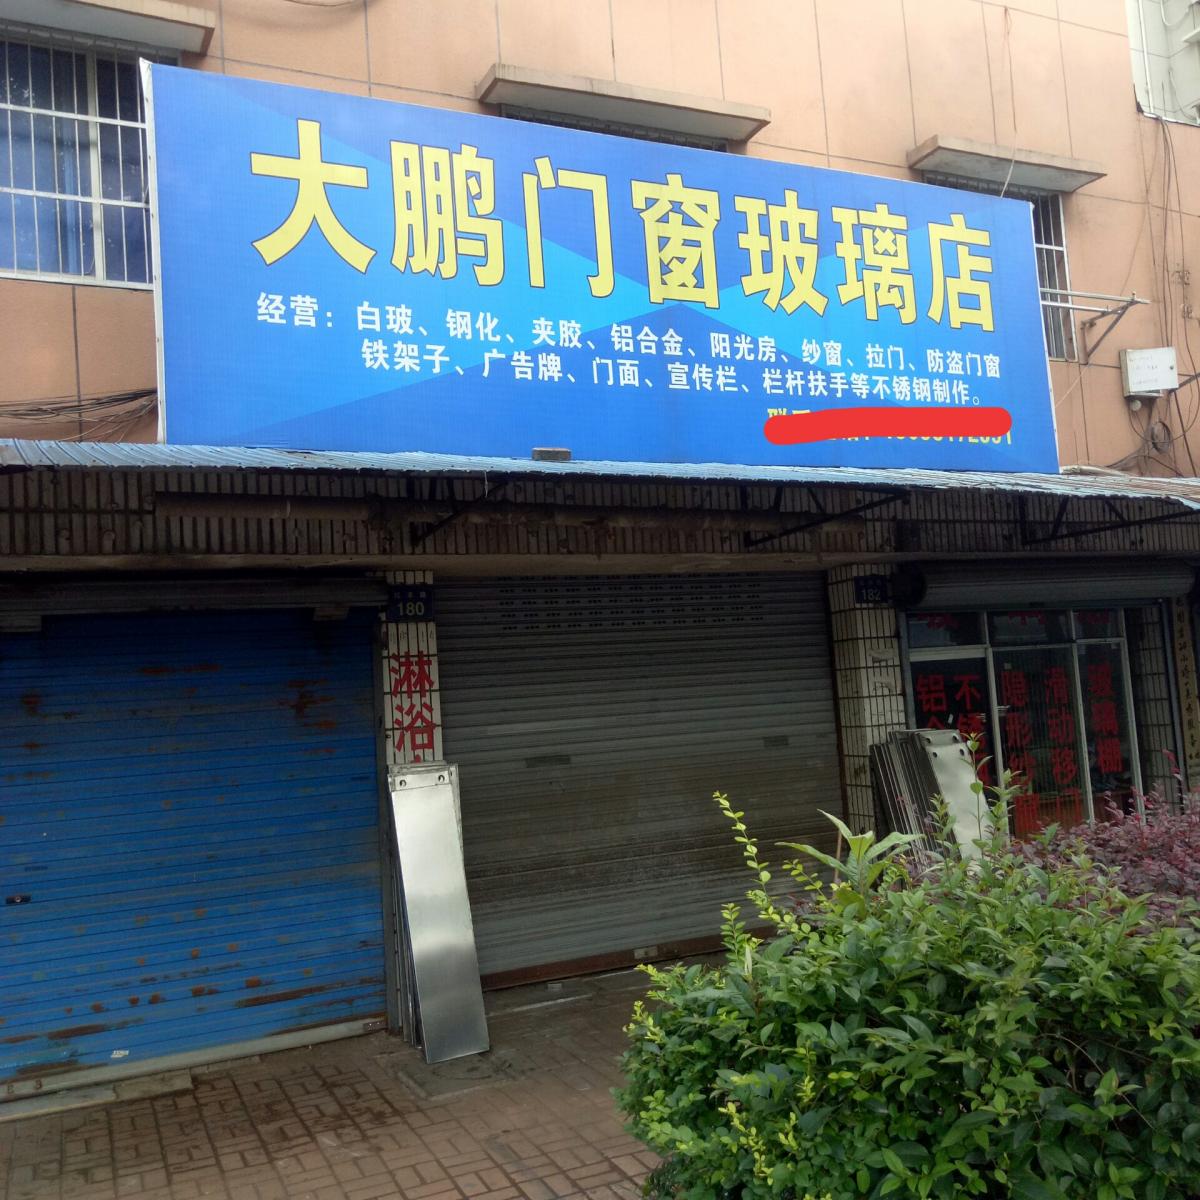 大鹏门窗玻璃店
经营：白玻、钢化、夹胶、铝合金、阳光房、纱窗、拉门、防盗门窗
铁架子、广告牌、门面、宣传栏、栏杆扶手等不锈钢制作。
180
淋浴
182
铝合
不锈
隐形纱
滑动移门
玻璃棚